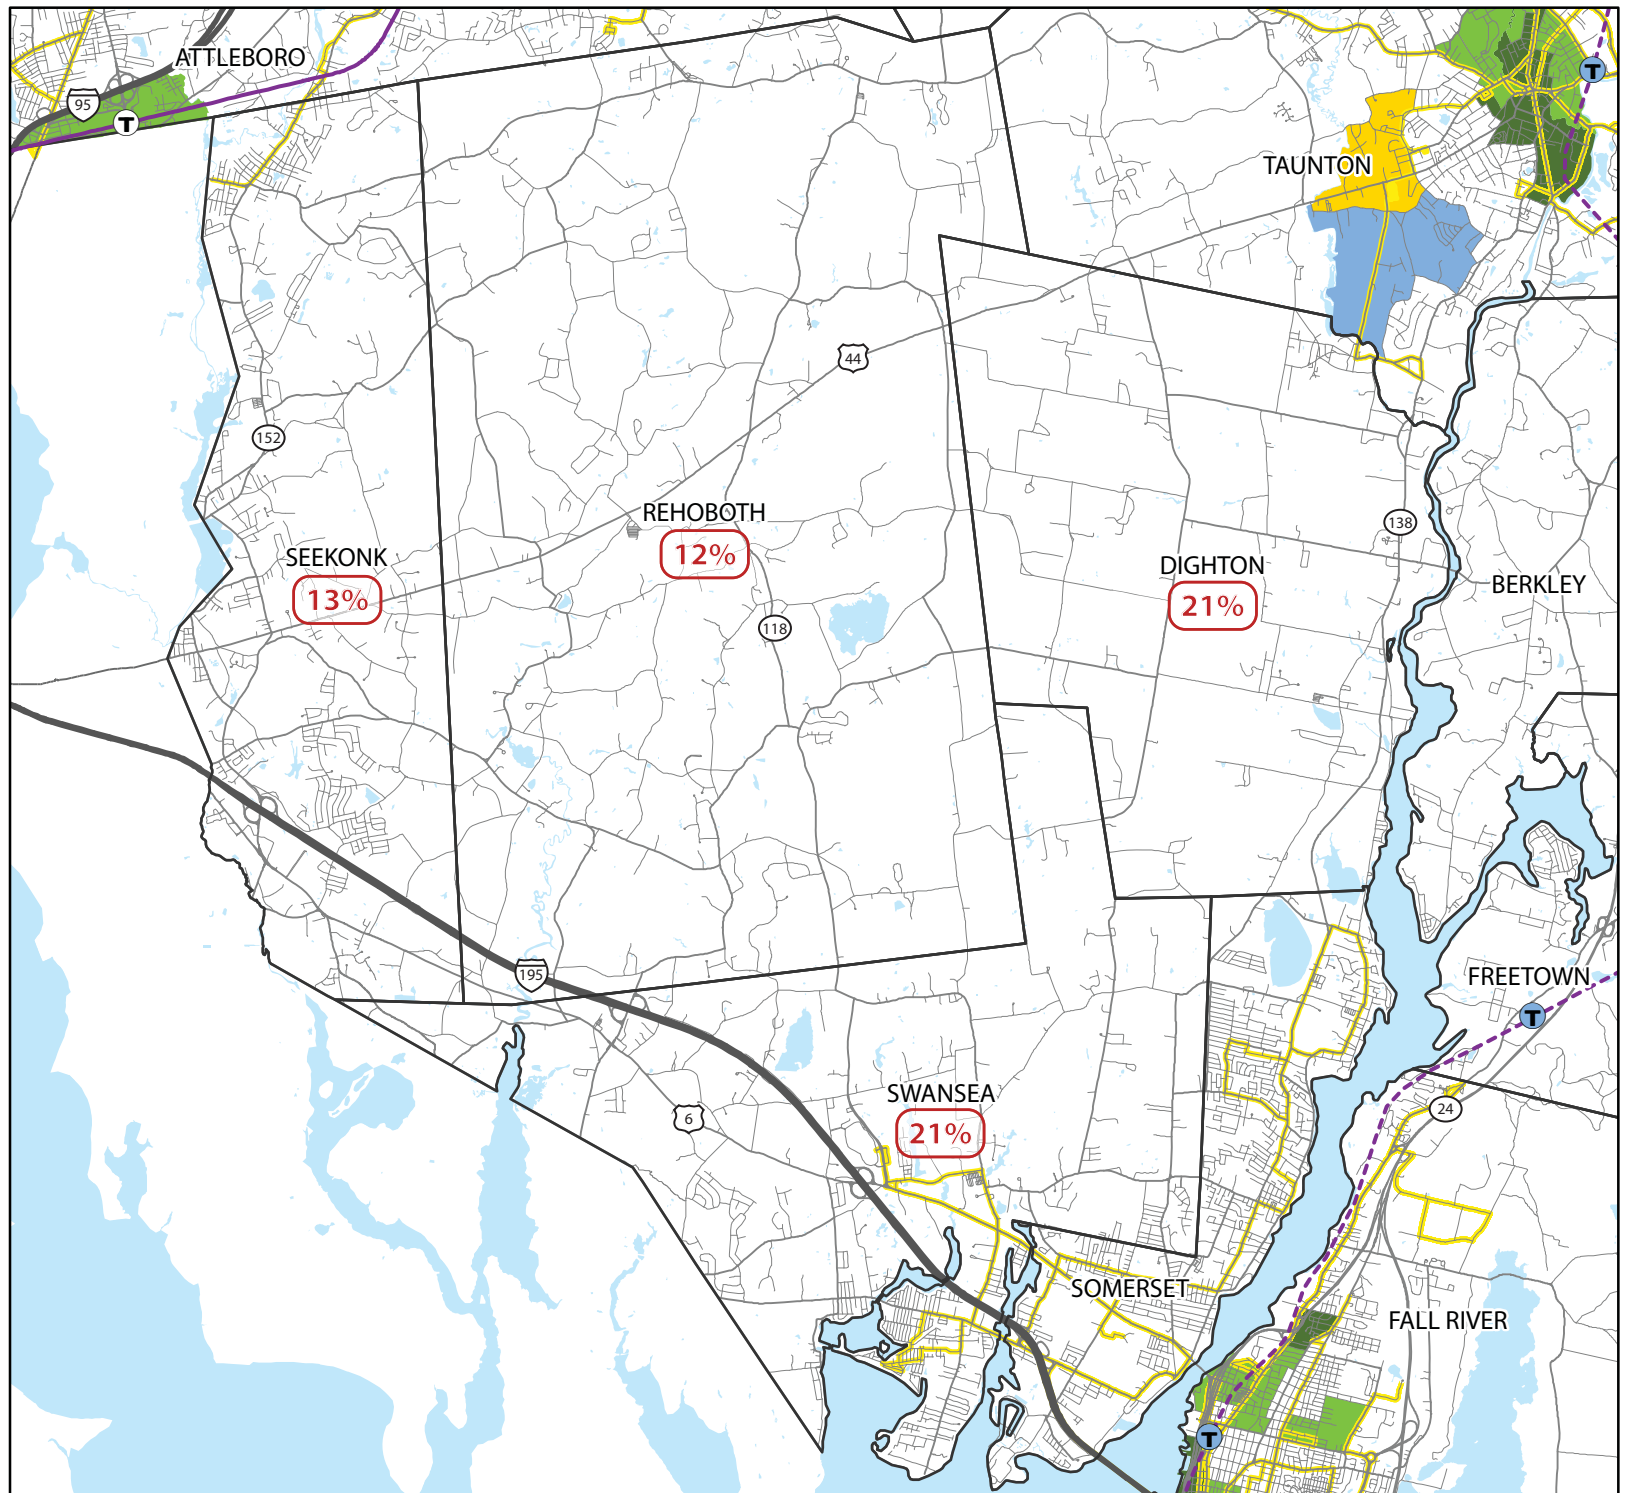 ATTLEBORO
95
T
T
TAUNTON
44
152
REHOBOTH
12%
138
SEEKONK
13%
DIGHTON
21%
BERKLEY
118
195
FREETOWN
T
SWANSEA
21%
6
24
SOMERSET
FALL RIVER
T